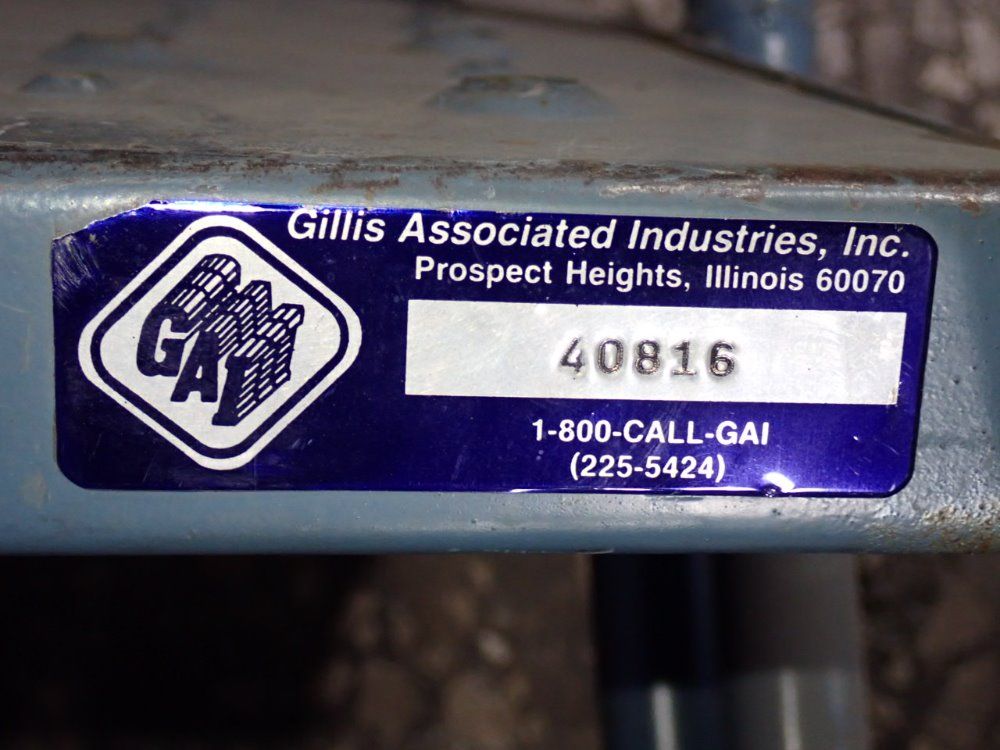 Gillis Associated Industries, Inc.
Prospect Heights, Illinois 60070
GAI
40816
1-800-CALL-GAI
(225-5424)